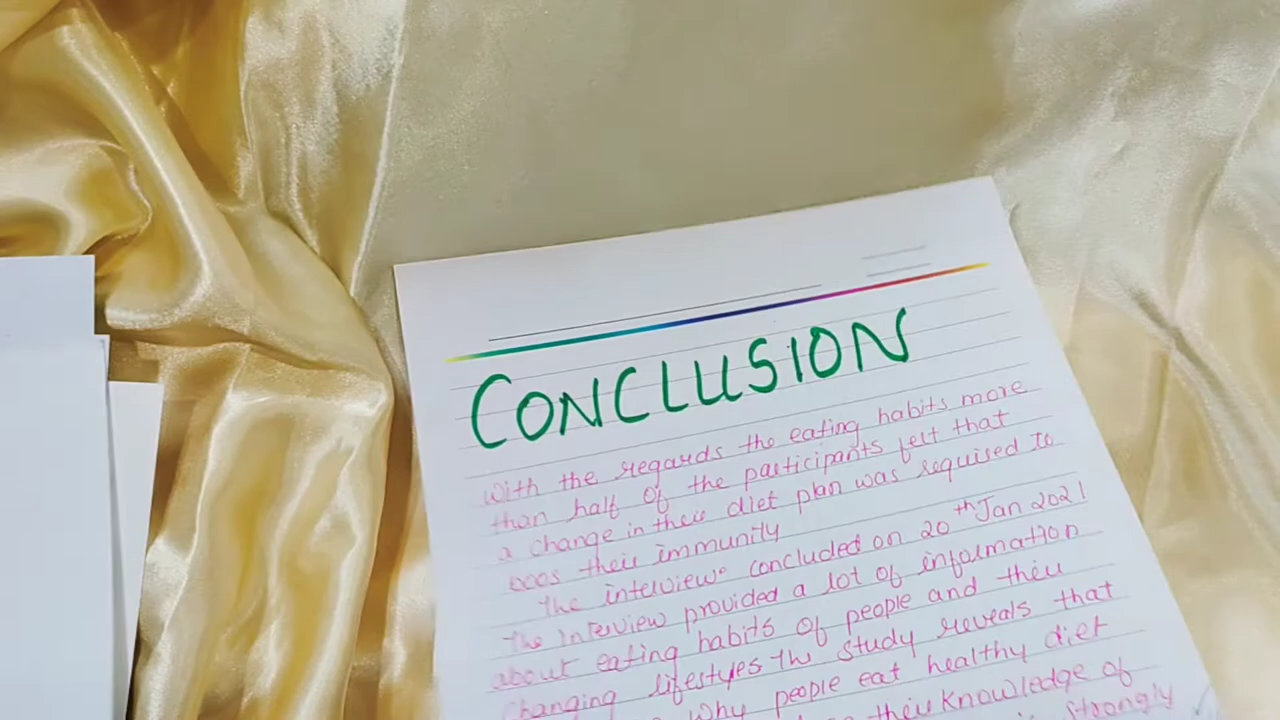 CONCLUSION
with the regards the eating habits more
than half of the participants felt that
a change in their diet plan was required to
boos their immunity
The interview concluded on 20th Jan 2021
The Interview provided a lot of information
about eating habits of people and their
changing lifestyles the study reveals that
Why people eat healthy diet
their Knowledge of
strongly